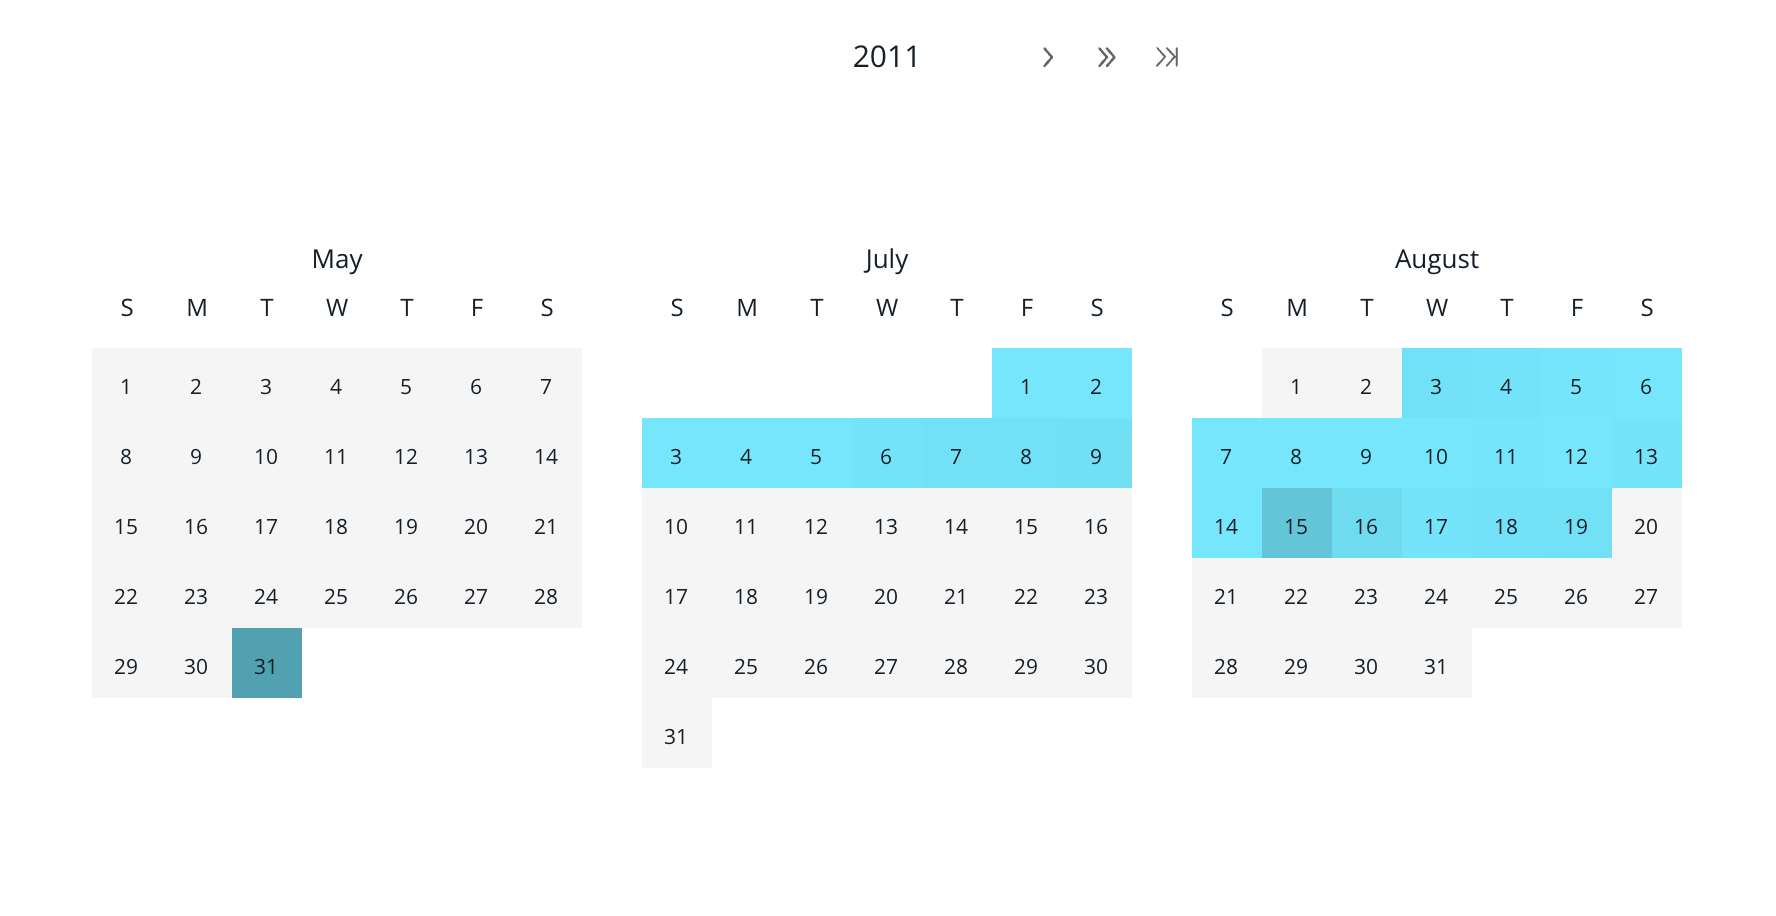 2011
May
S M T W T F S
1 2 3 4 5 6 7
8 9 10 11 12 13 14
15 16 17 18 19 20 21
22 23 24 25 26 27 28
29 30 31
July
S M T W T F S
1 2
3 4 5 6 7 8 9
10 11 12 13 14 15 16
17 18 19 20 21 22 23
24 25 26 27 28 29 30
31
August
S M T W T F S
1 2 3 4 5 6
7 8 9 10 11 12 13
14 15 16 17 18 19 20
21 22 23 24 25 26 27
28 29 30 31